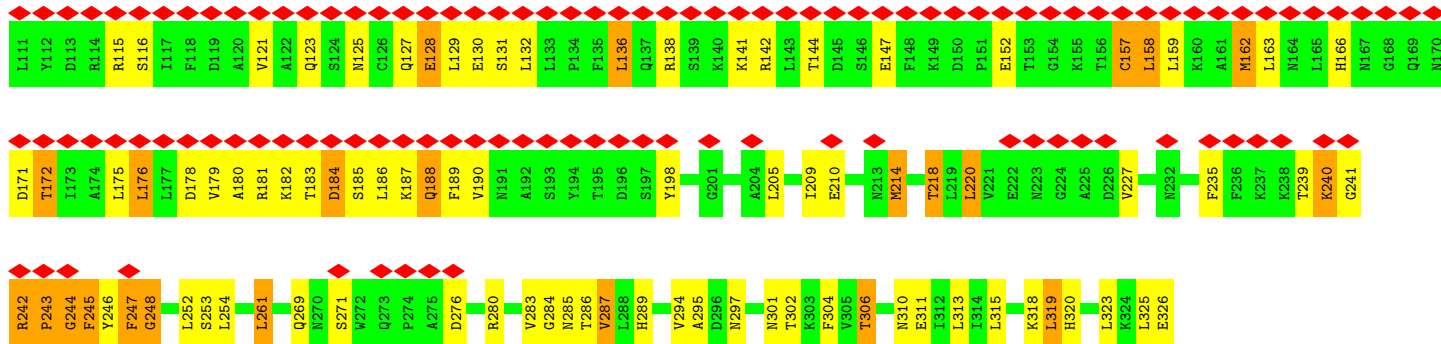 L111 Y112 D113 R114 R115 S116 I117 F118 D119 A120 V121 A122 Q123 S124 N125 C126 Q127 E128 L129 E130 S131 L132 L133 P134 F135 L136 Q137 R138 S139 K140 K141 R142 L143 T144 D145 S146 E147 F148 K149 D150 P151 E152 T153 G154 K155 T156 C157 L158 L159 K160 A161 M162 L163 N164 L165 H166 N167 G168 Q169 N170
D171 T172 I173 A174 L175 L176 L177 D178 V179 A180 R181 K182 T183 D184 S185 L186 K187 Q188 F189 V190 N191 A192 S193 Y194 T195 D196 S197 Y198 G201 A204 L205 I209 E210 N213 M214 T218 L219 L220 V221 E222 N223 G224 A225 D226 V227 N232 F235 F236 K237 K238 T239 K240 G241
R242 P243 G244 F245 Y246 F247 G248 L252 S253 L254 L261 Q269 N270 S271 W272 Q273 P274 A275 D276 R280 V283 G284 N285 T286 V287 L288 H289 V294 A295 D296 N297 N301 T302 K303 F304 V305 T306 N310 E311 I312 L313 I314 L315 K318 L319 H320 L323 K324 L325 E326